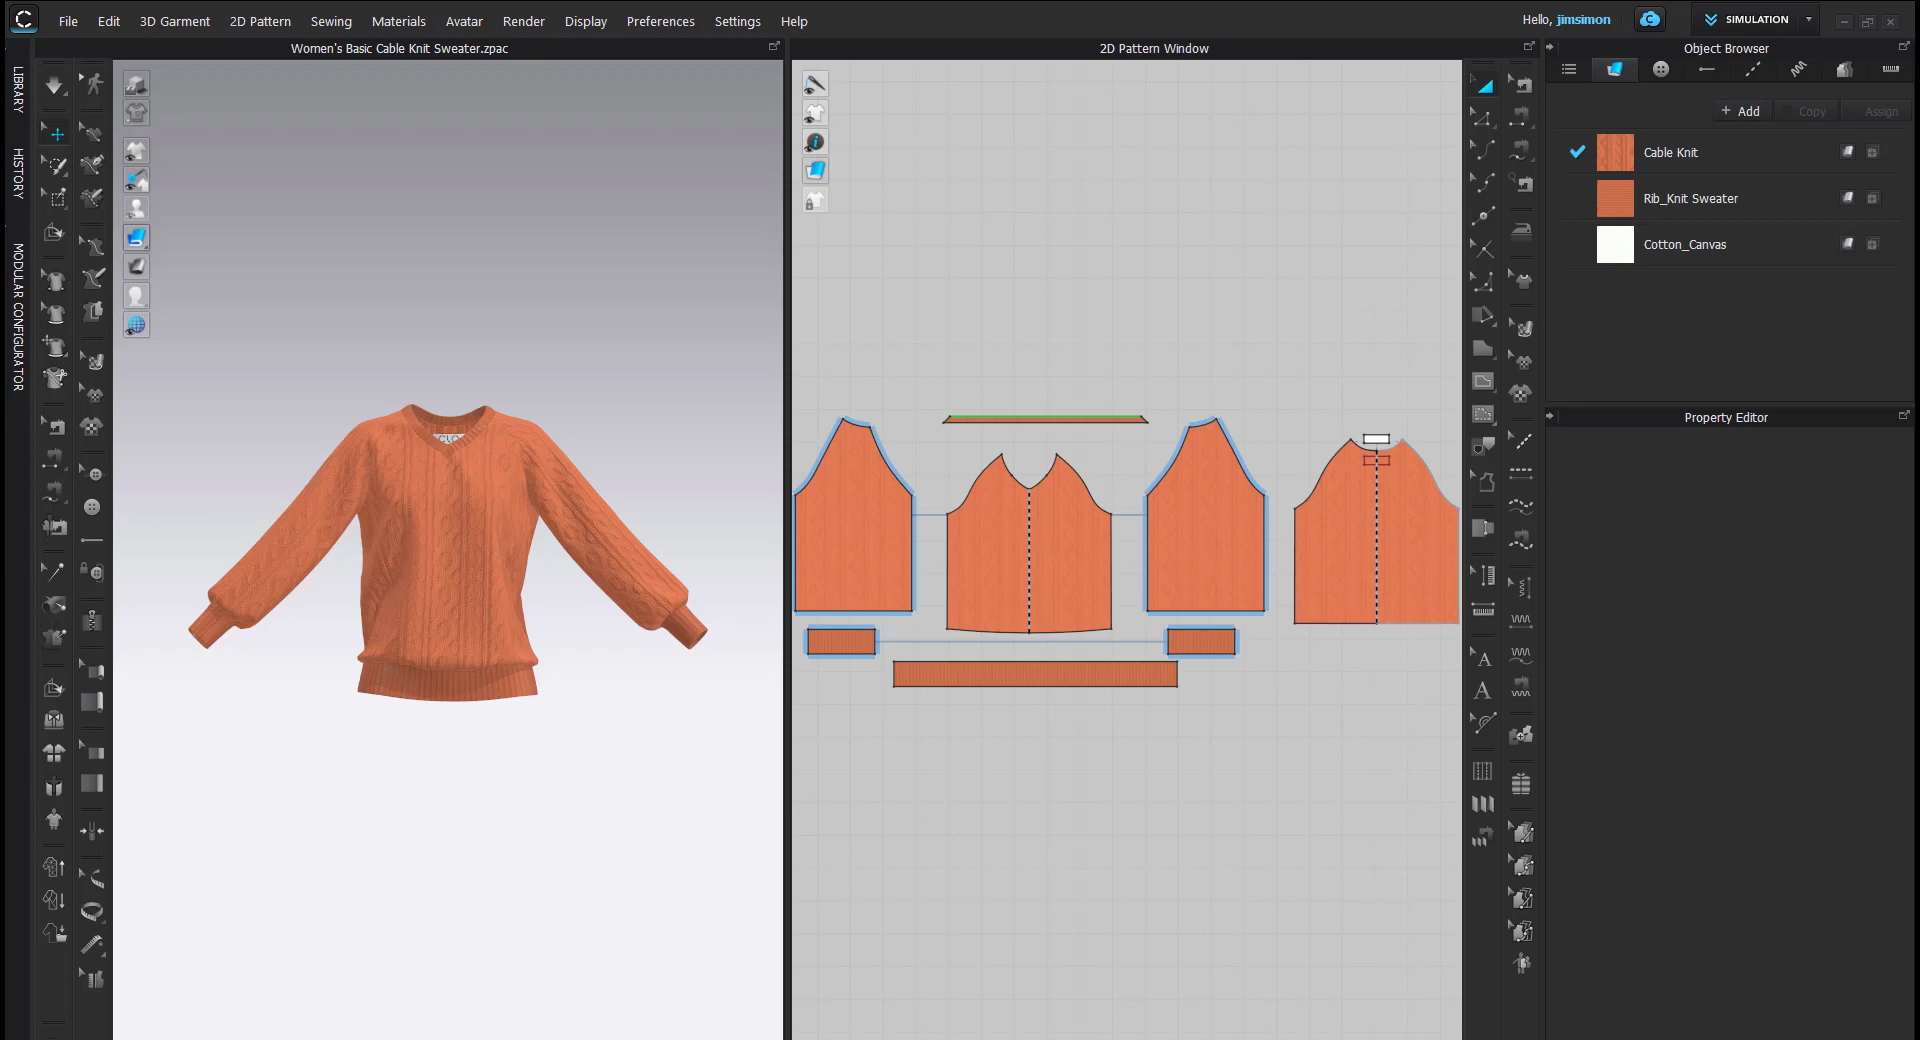 File Edit 3D Garment 2D Pattern Sewing Materials Avatar Render Display Preferences Settings Help
Hello, jimsimon
SIMULATION
Women's Basic Cable Knit Sweater.zpac
2D Pattern Window
Object Browser
LIBRARY
HISTORY
MODULAR CONFIGURATOR
+ Add
Copy
Assign
Cable Knit
Rib_Knit Sweater
Cotton_Canvas
Property Editor
CLO
A
A